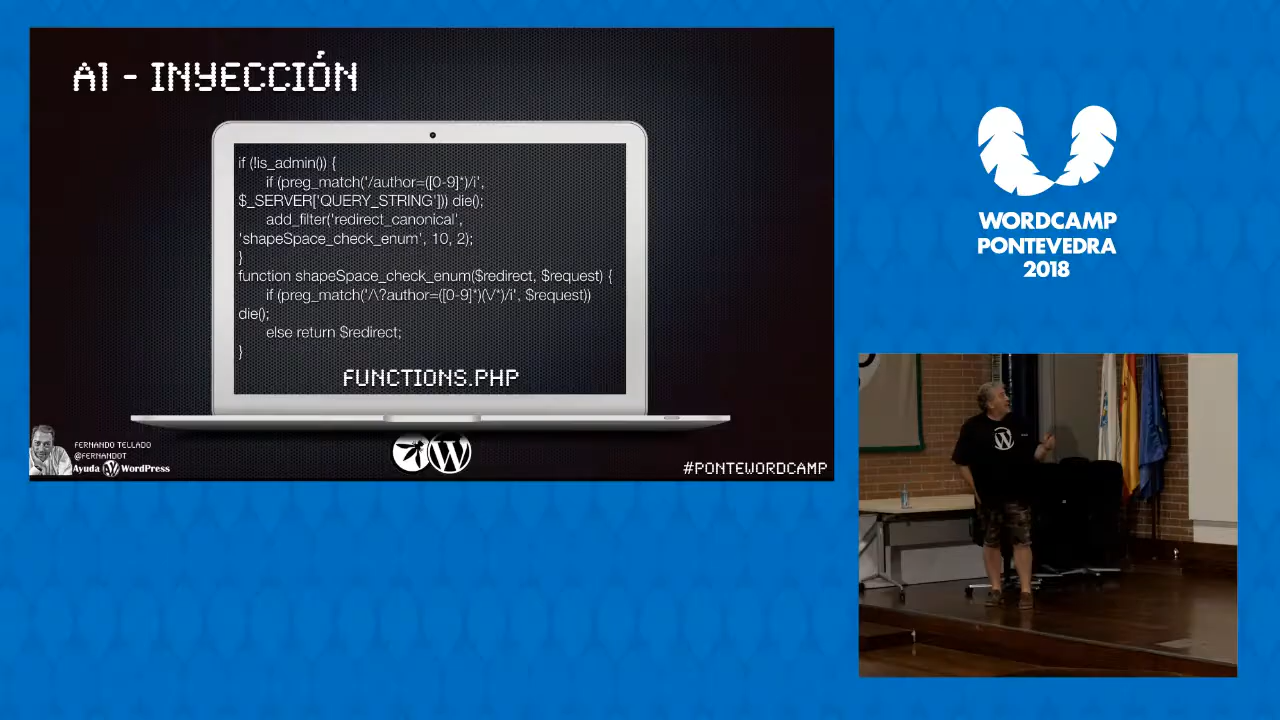 A1 - INYECCIÓN
if (!is_admin()) {
if (preg_match('/author=([0-9]*)/i',
$_SERVER['QUERY_STRING'])) die();
add_filter('redirect_canonical',
'shapeSpace_check_enum', 10, 2);
}
function shapeSpace_check_enum($redirect, $request) {
if (preg_match('/\?author=([0-9]*)(\/*)/i', $request))
die();
else return $redirect;
}
FUNCTIONS.PHP
FERNANDO TELLADO
@FERNANDOT
Ayuda WordPress
#PONTEWORDCAMP
WORDCAMP
PONTEVEDRA
2018